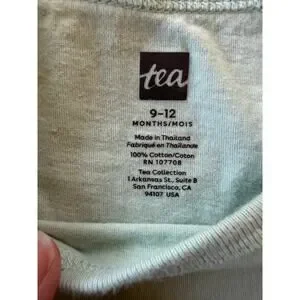 tea
9-12
MONTHS/MOIS
Made in Thailand
Fabriqué en Thaïlande
100% Cotton/Coton
RN 107708
Tea Collection
1 Arkansas St., Suite B
San Francisco, CA
94107 USA